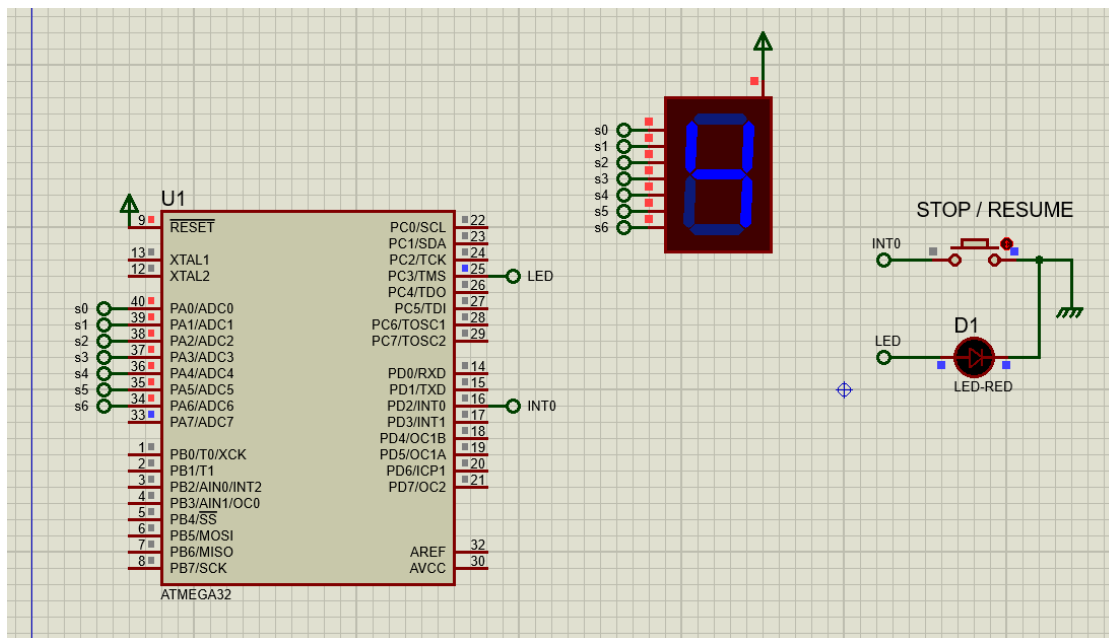 U1
9 RESET
13 XTAL1
12 XTAL2
s0 40 PA0/ADC0
s1 39 PA1/ADC1
s2 38 PA2/ADC2
s3 37 PA3/ADC3
s4 36 PA4/ADC4
s5 35 PA5/ADC5
s6 34 PA6/ADC6
33 PA7/ADC7
1 PB0/T0/XCK
2 PB1/T1
3 PB2/AIN0/INT2
4 PB3/AIN1/OC0
5 PB4/SS
6 PB5/MOSI
7 PB6/MISO
8 PB7/SCK
PC0/SCL 22
PC1/SDA 23
PC2/TCK 24
PC3/TMS 25 LED
PC4/TDO 26
PC5/TDI 27
PC6/TOSC1 28
PC7/TOSC2 29
PD0/RXD 14
PD1/TXD 15
PD2/INT0 16 INT0
PD3/INT1 17
PD4/OC1B 18
PD5/OC1A 19
PD6/ICP1 20
PD7/OC2 21
AREF 32
AVCC 30
ATMEGA32
s0
s1
s2
s3
s4
s5
s6
4
STOP / RESUME
INT0
D1
LED
LED-RED